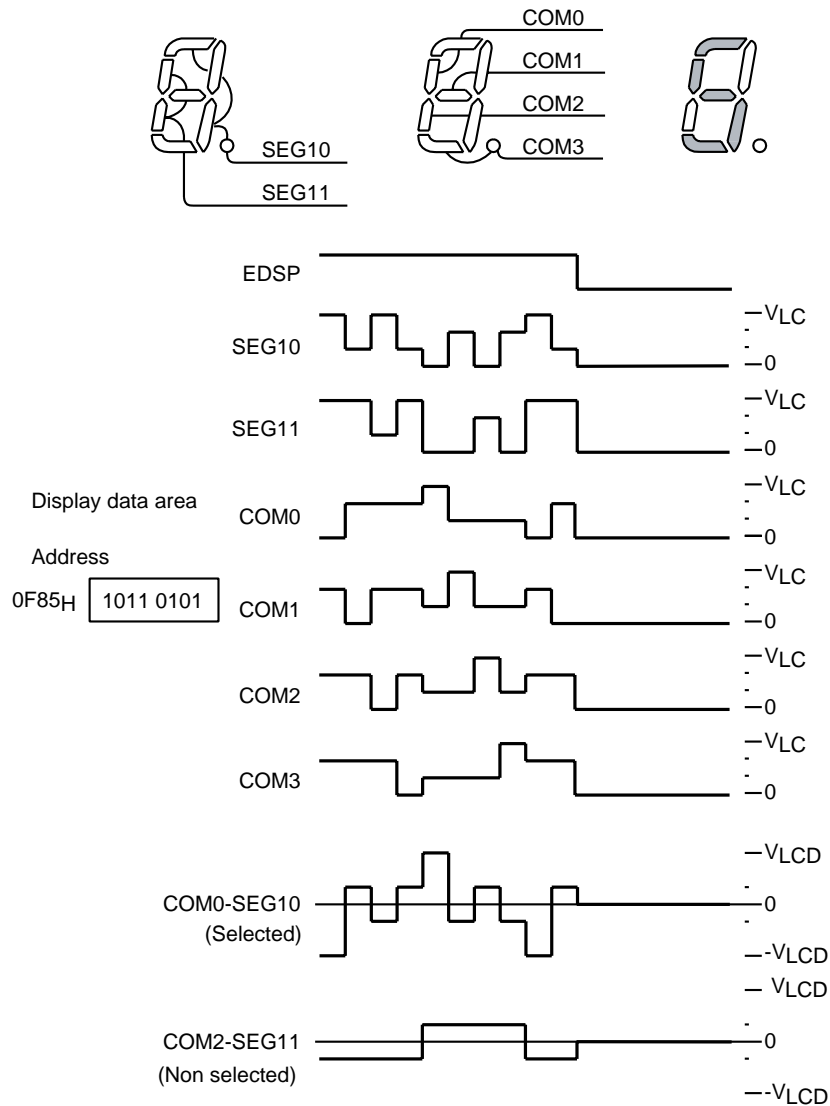 COM0
COM1
COM2
COM3
SEG10
SEG11
EDSP
SEG10
VLC
0
SEG11
VLC
0
Display data area
COM0
VLC
0
Address
0F85H 1011 0101
COM1
VLC
0
COM2
VLC
0
COM3
VLC
0
COM0-SEG10
(Selected)
VLCD
0
-VLCD
COM2-SEG11
(Non selected)
VLCD
0
-VLCD